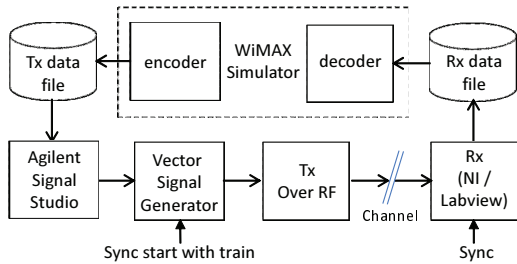 Tx data
file
encoder
WiMAX
Simulator
decoder
Rx data
file
Agilent
Signal
Studio
Vector
Signal
Generator
Tx
Over RF
Channel
Rx
(NI /
Labview)
Sync start with train
Sync